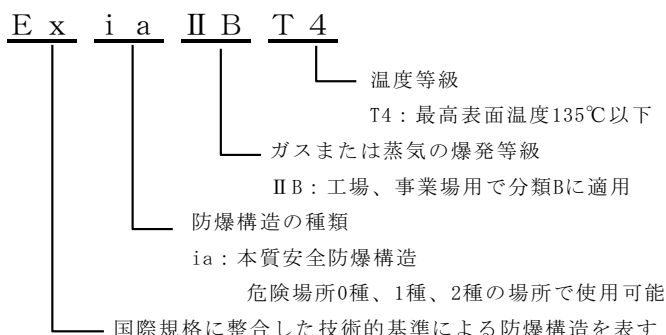 Ex ia ⅡB T4
温度等級
T4：最高表面温度135℃以下
ガスまたは蒸気の爆発等級
ⅡB：工場、事業場用で分類Bに適用
防爆構造の種類
ia：本質安全防爆構造
危険場所0種、1種、2種の場所で使用可能
国際規格に整合した技術的基準による防爆構造を表す